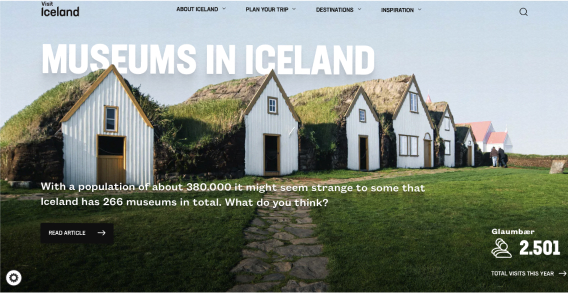 Visit
Iceland
ABOUT ICELAND
PLAN YOUR TRIP
DESTINATIONS
INSPIRATION
MUSEUMS IN ICELAND
With a population of about 380.000 it might seem strange to some that
Iceland has 266 museums in total. What do you think?
READ ARTICLE
Glaumbær
2.501
TOTAL VISITS THIS YEAR